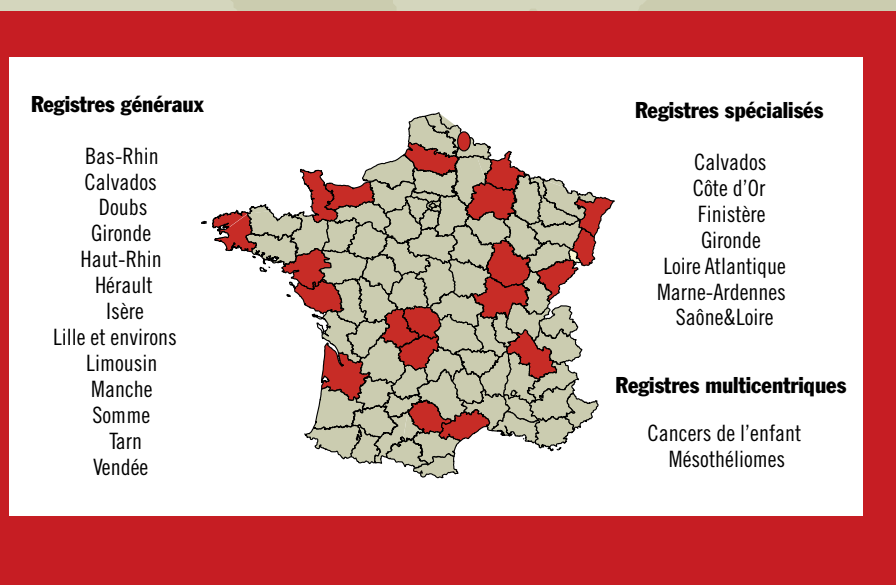 Registres généraux
Bas-Rhin
Calvados
Doubs
Gironde
Haut-Rhin
Hérault
Isère
Lille et environs
Limousin
Manche
Somme
Tarn
Vendée
Registres spécialisés
Calvados
Côte d’Or
Finistère
Gironde
Loire Atlantique
Marne-Ardennes
Saône&Loire
Registres multicentriques
Cancers de l’enfant
Mésothéliomes